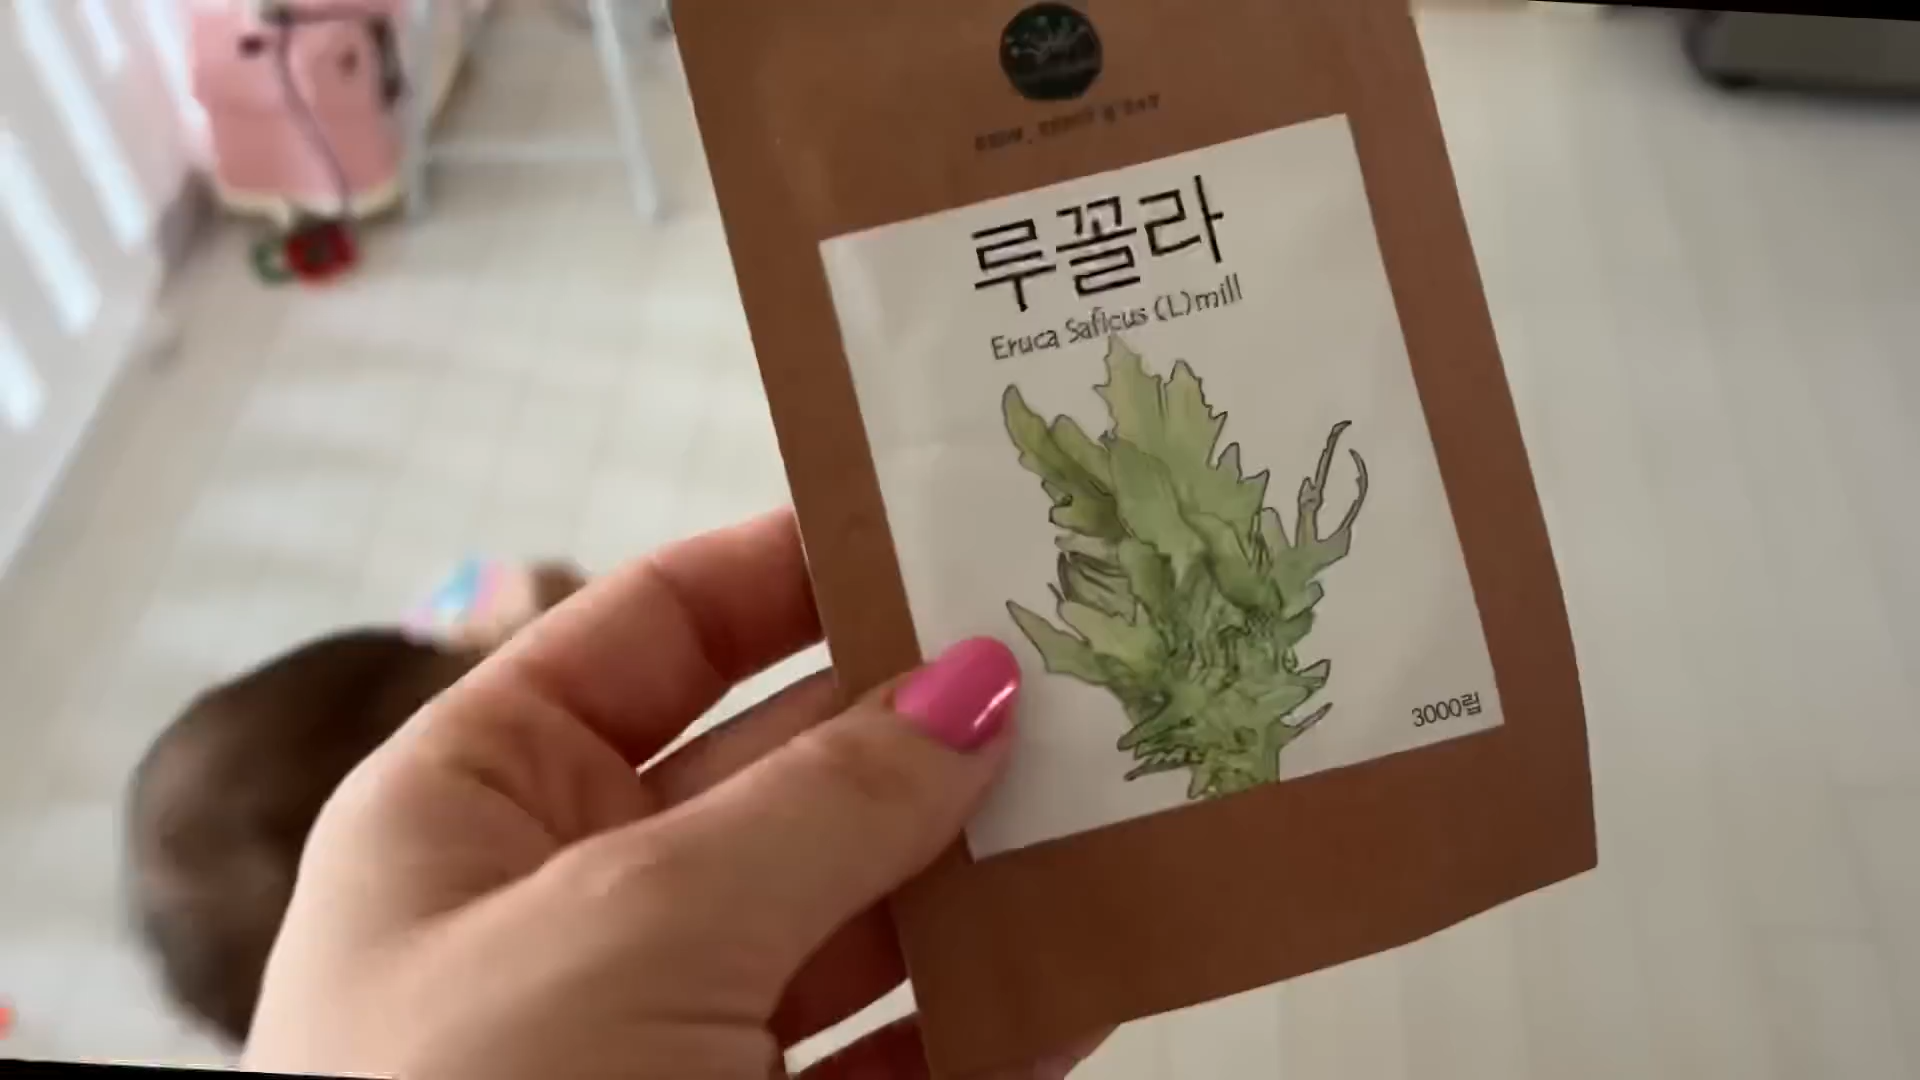 루꼴라
Eruca Saficus (L)mill
3000립